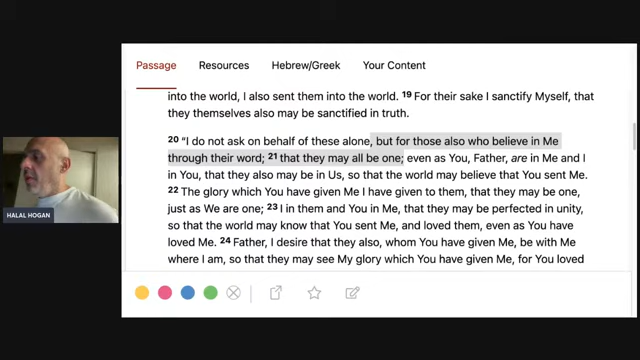 Passage Resources Hebrew/Greek Your Content
into the world, I also sent them into the world. 19 For their sake I sanctify Myself, that
they themselves also may be sanctified in truth.
20 "I do not ask on behalf of these alone, but for those also who believe in Me
through their word; 21 that they may all be one; even as You, Father, are in Me and I
in You, that they also may be in Us, so that the world may believe that You sent Me.
22 The glory which You have given Me I have given to them, that they may be one,
just as We are one; 23 I in them and You in Me, that they may be perfected in unity,
so that the world may know that You sent Me, and loved them, even as You have
loved Me. 24 Father, I desire that they also, whom You have given Me, be with Me
where I am, so that they may see My glory which You have given Me, for You loved
HALAL HOGAN